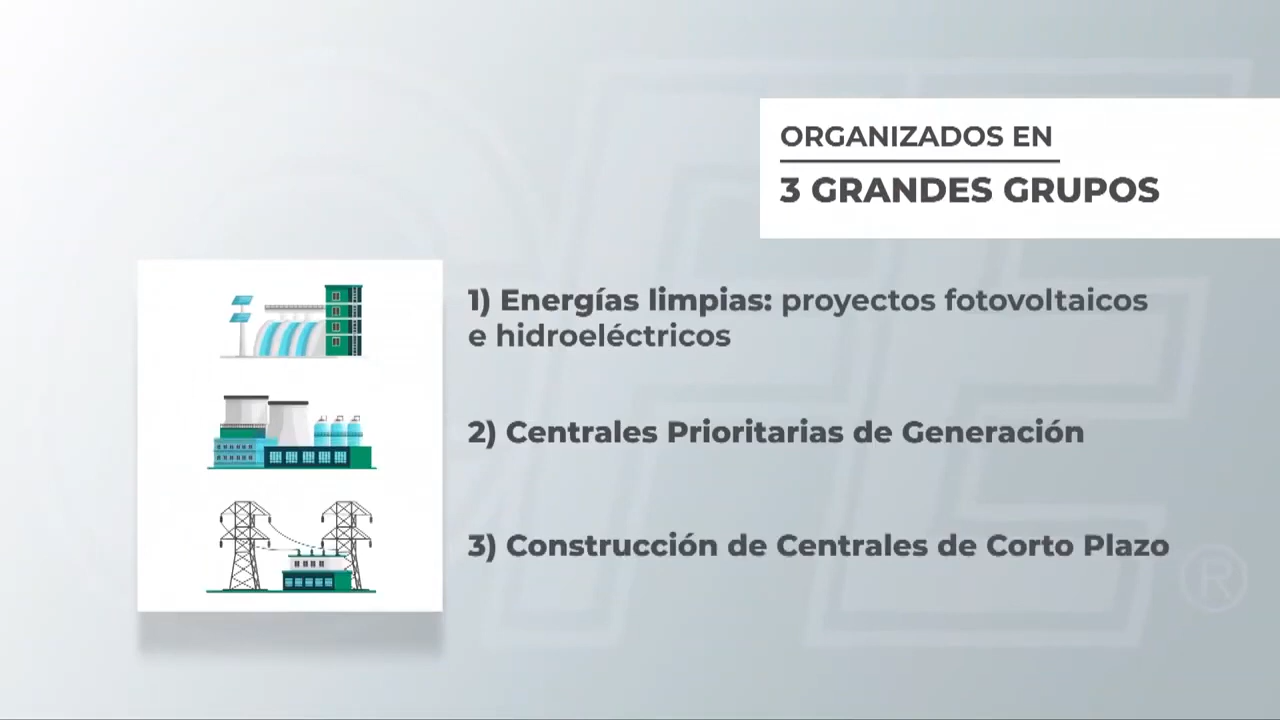 ORGANIZADOS EN
3 GRANDES GRUPOS
1) Energías limpias: proyectos fotovoltaicos
e hidroeléctricos
2) Centrales Prioritarias de Generación
3) Construcción de Centrales de Corto Plazo
CFE
®